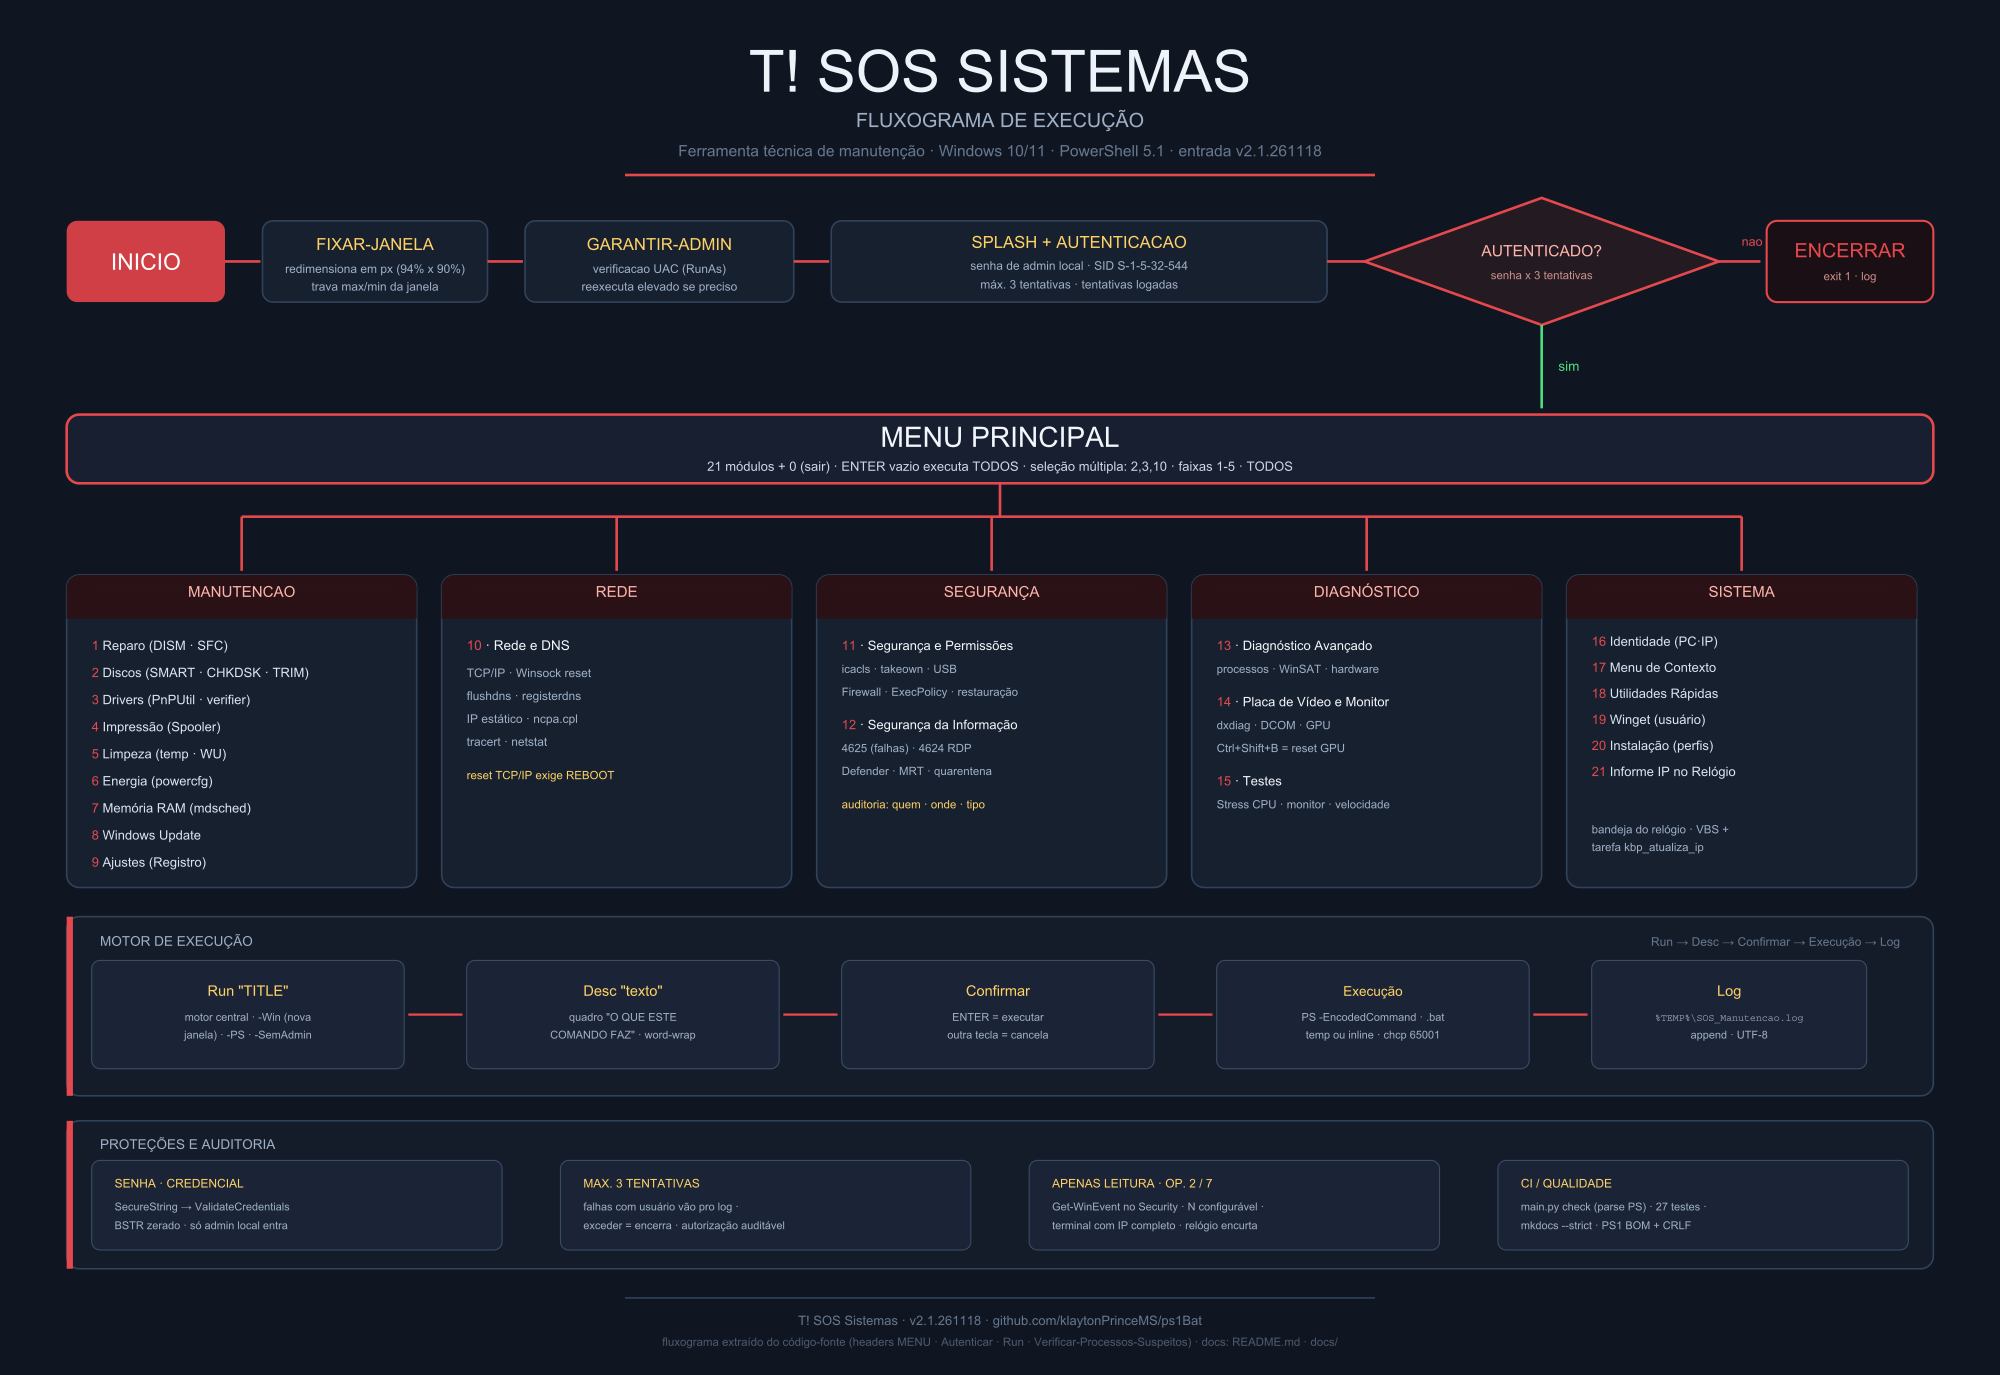 T! SOS SISTEMAS
FLUXOGRAMA DE EXECUÇÃO
Ferramenta técnica de manutenção · Windows 10/11 · PowerShell 5.1 · entrada v2.1.261118
INICIO
FIXAR-JANELA
redimensiona em px (94% x 90%)
trava max/min da janela
GARANTIR-ADMIN
verificacao UAC (RunAs)
reexecuta elevado se preciso
SPLASH + AUTENTICACAO
senha de admin local · SID S-1-5-32-544
máx. 3 tentativas · tentativas logadas
AUTENTICADO?
senha x 3 tentativas
nao
ENCERRAR
exit 1 · log
sim
MENU PRINCIPAL
21 módulos + 0 (sair) · ENTER vazio executa TODOS · seleção múltipla: 2,3,10 · faixas 1-5 · TODOS
MANUTENCAO
1 Reparo (DISM · SFC)
2 Discos (SMART · CHKDSK · TRIM)
3 Drivers (PnPUtil · verifier)
4 Impressão (Spooler)
5 Limpeza (temp · WU)
6 Energia (powercfg)
7 Memória RAM (mdsched)
8 Windows Update
9 Ajustes (Registro)
REDE
10 · Rede e DNS
TCP/IP · Winsock reset
flushdns · registerdns
IP estático · ncpa.cpl
tracert · netstat
reset TCP/IP exige REBOOT
SEGURANÇA
11 · Segurança e Permissões
icacls · takeown · USB
Firewall · ExecPolicy · restauração
12 · Segurança da Informação
4625 (falhas) · 4624 RDP
Defender · MRT · quarentena
auditoria: quem · onde · tipo
DIAGNÓSTICO
13 · Diagnóstico Avançado
processos · WinSAT · hardware
14 · Placa de Vídeo e Monitor
dxdiag · DCOM · GPU
Ctrl+Shift+B = reset GPU
15 · Testes
Stress CPU · monitor · velocidade
SISTEMA
16 Identidade (PC·IP)
17 Menu de Contexto
18 Utilidades Rápidas
19 Winget (usuário)
20 Instalação (perfis)
21 Informe IP no Relógio
bandeja do relógio · VBS +
tarefa kbp_atualiza_ip
MOTOR DE EXECUÇÃO
Run → Desc → Confirmar → Execução → Log
Run "TITLE"
motor central · -Win (nova
janela) · -PS · -SemAdmin
Desc "texto"
quadro "O QUE ESTE
COMANDO FAZ" · word-wrap
Confirmar
ENTER = executar
outra tecla = cancela
Execução
PS -EncodedCommand · .bat
temp ou inline · chcp 65001
Log
%TEMP%\SOS_Manutencao.log
append · UTF-8
PROTEÇÕES E AUDITORIA
SENHA · CREDENCIAL
SecureString → ValidateCredentials
BSTR zerado · só admin local entra
MAX. 3 TENTATIVAS
falhas com usuário vão pro log ·
exceder = encerra · autorização auditável
APENAS LEITURA · OP. 2 / 7
Get-WinEvent no Security · N configurável ·
terminal com IP completo · relógio encurta
CI / QUALIDADE
main.py check (parse PS) · 27 testes ·
mkdocs --strict · PS1 BOM + CRLF
T! SOS Sistemas · v2.1.261118 · github.com/klaytonPrinceMS/ps1Bat
fluxograma extraído do código-fonte (headers MENU · Autenticar · Run · Verificar-Processos-Suspeitos) · docs: README.md · docs/